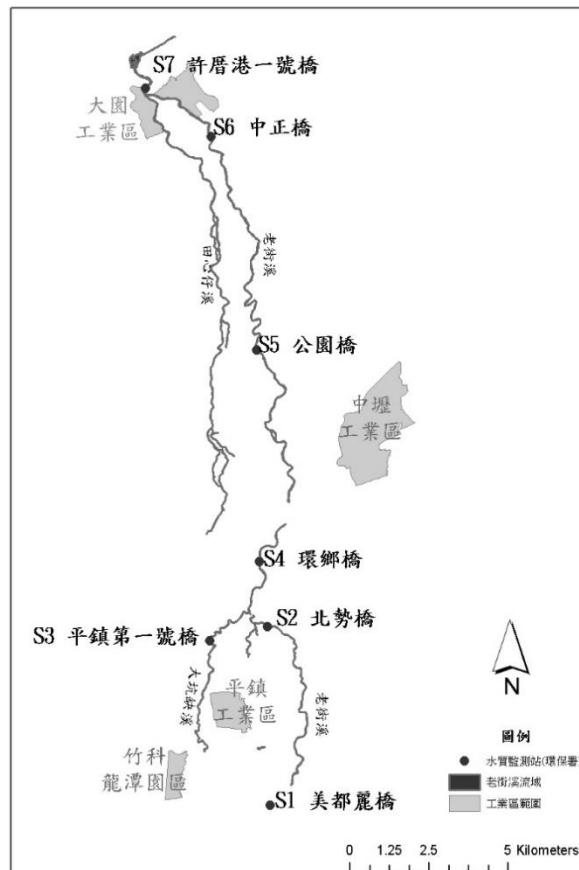 S7 許厝港一號橋
大園
工業區
S6 中正橋
老街溪
田心仔溪
S5 公園橋
中壢
工業區
S4 環鄉橋
S2 北勢橋
S3 平鎮第一號橋
平鎮
工業區
大坑缺溪
老街溪
竹科
龍潭園區
S1 美都麗橋
N
圖例
水質監測站(環保署
老街溪流域
工業區範圍
0 1.25 2.5 5 Kilometers